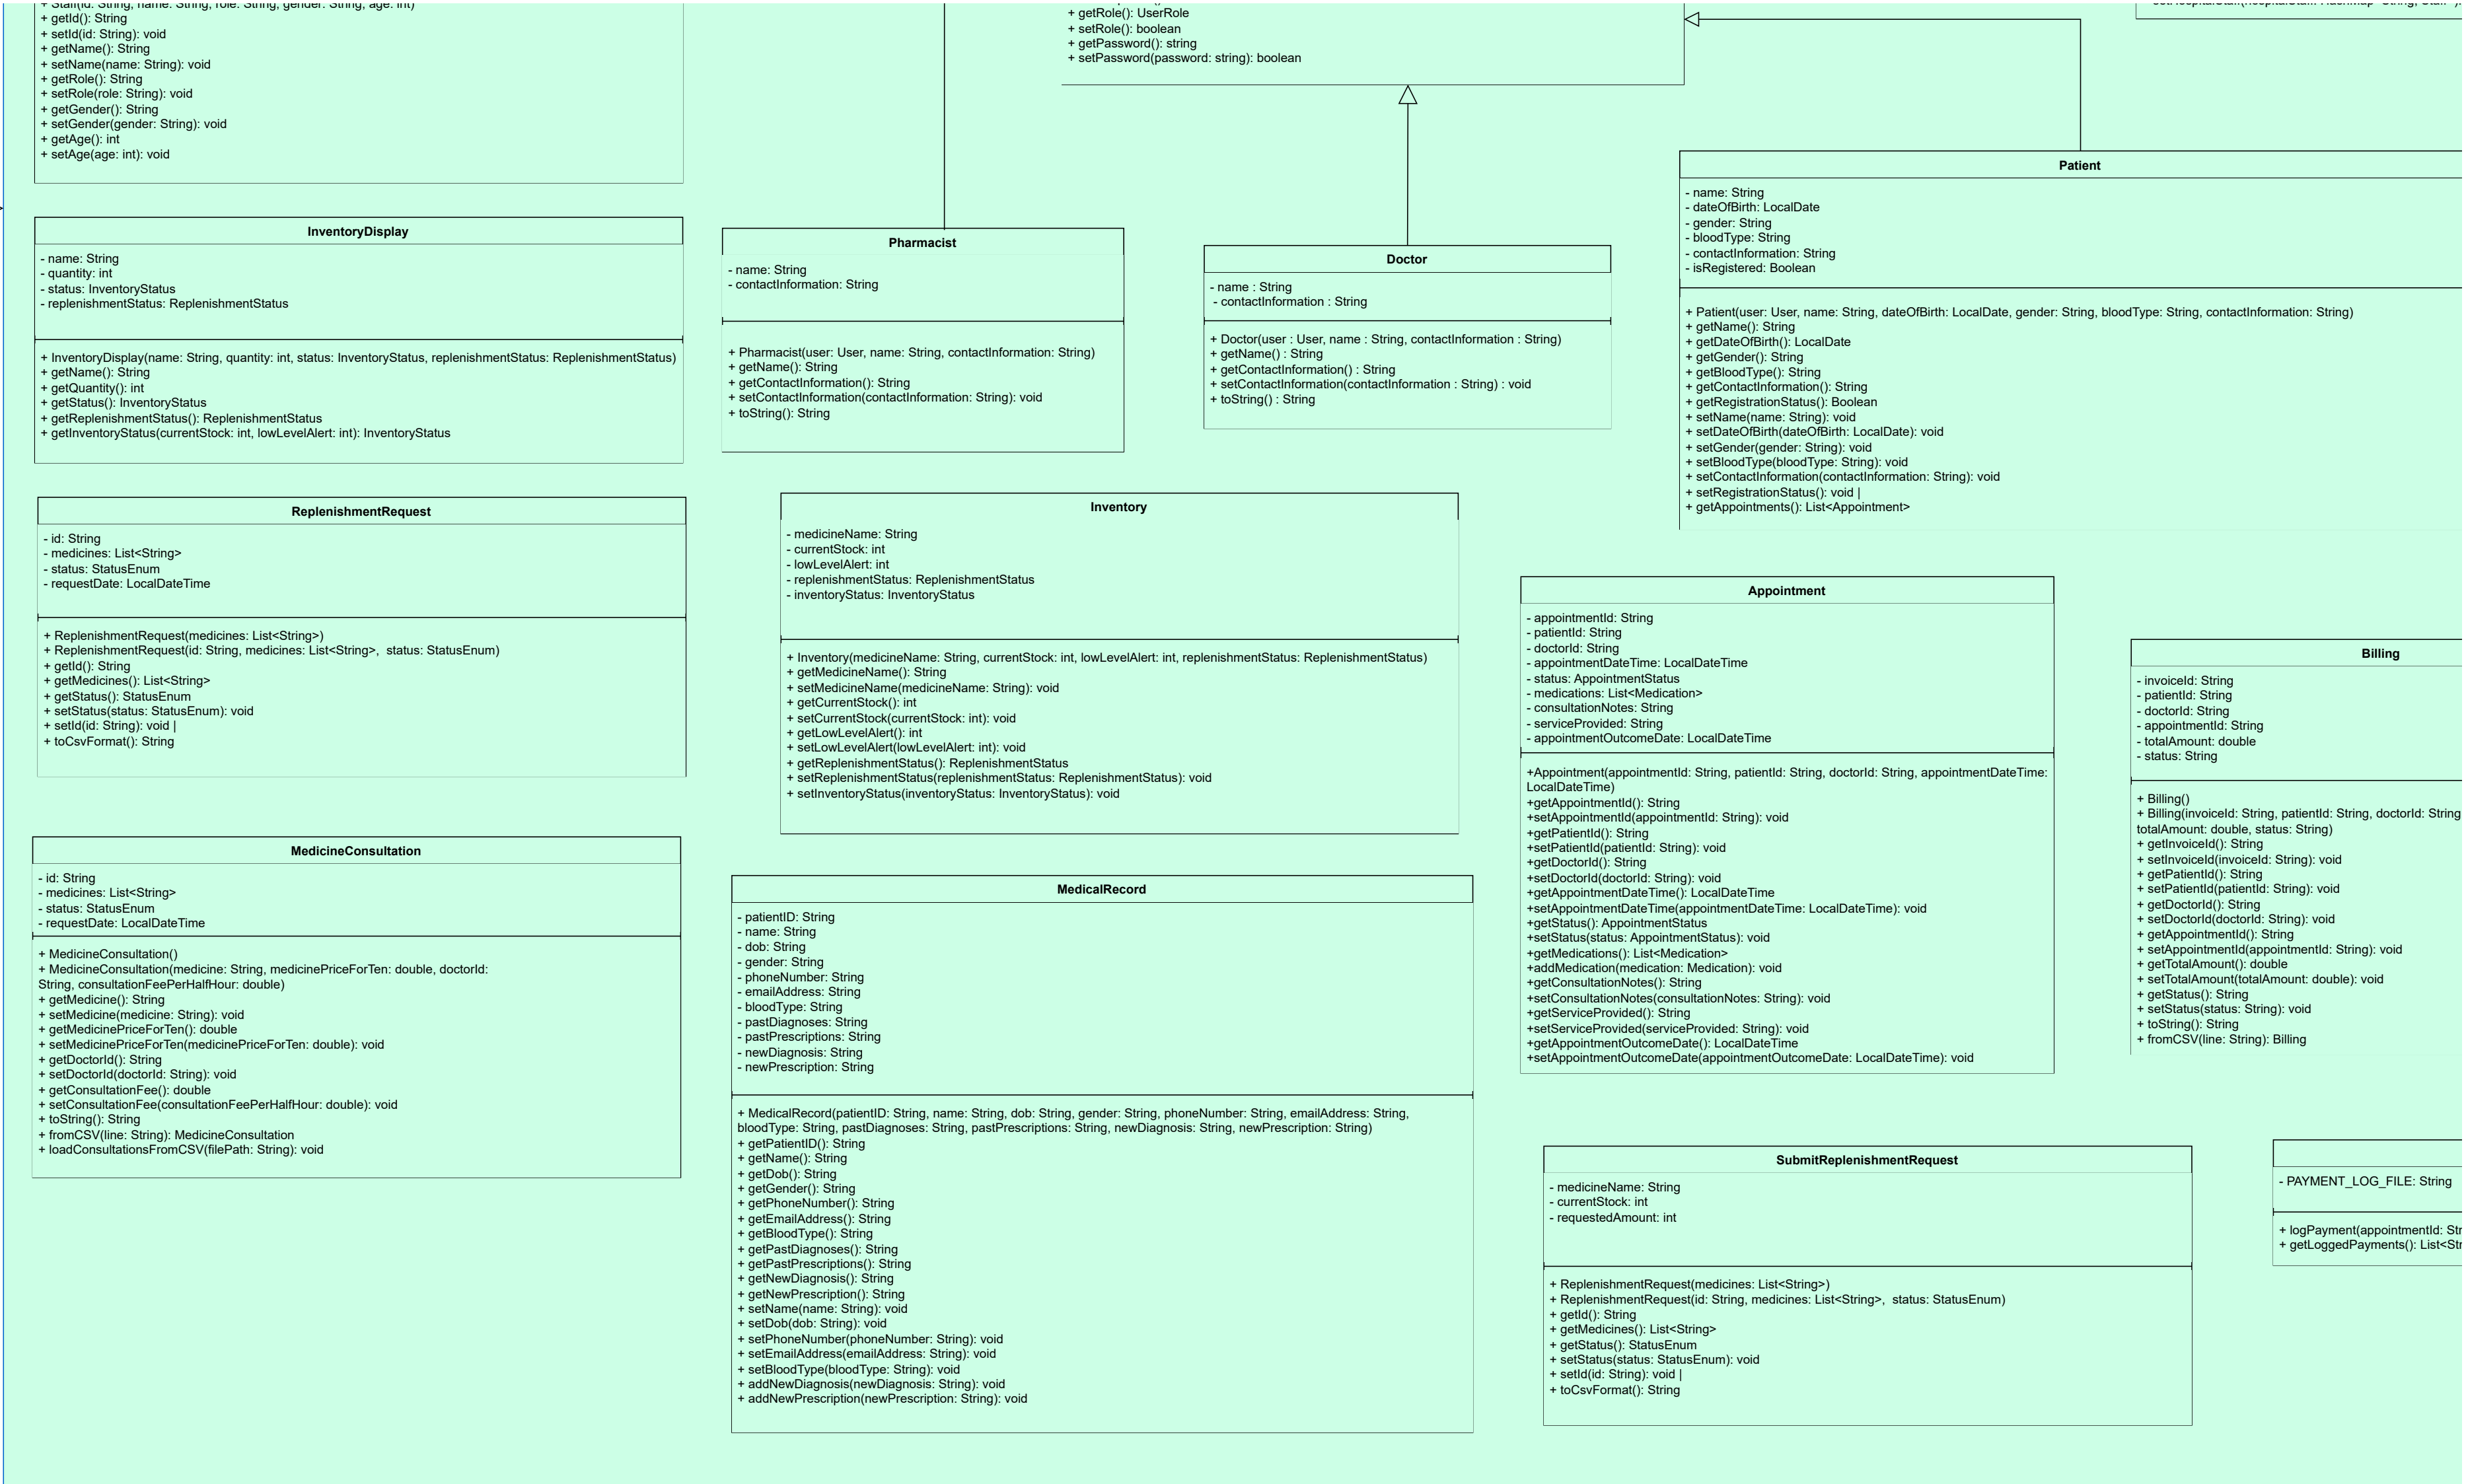 + Staff(id: String, name: String, role: String, gender: String, age: int)
+ getId(): String
+ setId(id: String): void
+ getName(): String
+ setName(name: String): void
+ getRole(): String
+ setRole(role: String): void
+ getGender(): String
+ setGender(gender: String): void
+ getAge(): int
+ setAge(age: int): void
+ getRole(): UserRole
+ setRole(): boolean
+ getPassword(): string
+ setPassword(password: string): boolean
InventoryDisplay
- name: String
- quantity: int
- status: InventoryStatus
- replenishmentStatus: ReplenishmentStatus
+ InventoryDisplay(name: String, quantity: int, status: InventoryStatus, replenishmentStatus: ReplenishmentStatus)
+ getName(): String
+ getQuantity(): int
+ getStatus(): InventoryStatus
+ getReplenishmentStatus(): ReplenishmentStatus
+ getInventoryStatus(currentStock: int, lowLevelAlert: int): InventoryStatus
Pharmacist
- name: String
- contactInformation: String
+ Pharmacist(user: User, name: String, contactInformation: String)
+ getName(): String
+ getContactInformation(): String
+ setContactInformation(contactInformation: String): void
+ toString(): String
Doctor
- name : String
- contactInformation : String
+ Doctor(user : User, name : String, contactInformation : String)
+ getName() : String
+ getContactInformation() : String
+ setContactInformation(contactInformation : String) : void
+ toString() : String
Patient
- name: String
- dateOfBirth: LocalDate
- gender: String
- bloodType: String
- contactInformation: String
- isRegistered: Boolean
+ Patient(user: User, name: String, dateOfBirth: LocalDate, gender: String, bloodType: String, contactInformation: String)
+ getName(): String
+ getDateOfBirth(): LocalDate
+ getGender(): String
+ getBloodType(): String
+ getContactInformation(): String
+ getRegistrationStatus(): Boolean
+ setName(name: String): void
+ setDateOfBirth(dateOfBirth: LocalDate): void
+ setGender(gender: String): void
+ setBloodType(bloodType: String): void
+ setContactInformation(contactInformation: String): void
+ setRegistrationStatus(): void |
+ getAppointments(): List<Appointment>
ReplenishmentRequest
- id: String
- medicines: List<String>
- status: StatusEnum
- requestDate: LocalDateTime
+ ReplenishmentRequest(medicines: List<String>)
+ ReplenishmentRequest(id: String, medicines: List<String>, status: StatusEnum)
+ getId(): String
+ getMedicines(): List<String>
+ getStatus(): StatusEnum
+ setStatus(status: StatusEnum): void
+ setId(id: String): void |
+ toCsvFormat(): String
Inventory
- medicineName: String
- currentStock: int
- lowLevelAlert: int
- replenishmentStatus: ReplenishmentStatus
- inventoryStatus: InventoryStatus
+ Inventory(medicineName: String, currentStock: int, lowLevelAlert: int, replenishmentStatus: ReplenishmentStatus)
+ getMedicineName(): String
+ setMedicineName(medicineName: String): void
+ getCurrentStock(): int
+ setCurrentStock(currentStock: int): void
+ getLowLevelAlert(): int
+ setLowLevelAlert(lowLevelAlert: int): void
+ getReplenishmentStatus(): ReplenishmentStatus
+ setReplenishmentStatus(replenishmentStatus: ReplenishmentStatus): void
+ setInventoryStatus(inventoryStatus: InventoryStatus): void
Appointment
- appointmentId: String
- patientId: String
- doctorId: String
- appointmentDateTime: LocalDateTime
- status: AppointmentStatus
- medications: List<Medication>
- consultationNotes: String
- serviceProvided: String
- appointmentOutcomeDate: LocalDateTime
+Appointment(appointmentId: String, patientId: String, doctorId: String, appointmentDateTime:
LocalDateTime)
+getAppointmentId(): String
+setAppointmentId(appointmentId: String): void
+getPatientId(): String
+setPatientId(patientId: String): void
+getDoctorId(): String
+setDoctorId(doctorId: String): void
+getAppointmentDateTime(): LocalDateTime
+setAppointmentDateTime(appointmentDateTime: LocalDateTime): void
+getStatus(): AppointmentStatus
+setStatus(status: AppointmentStatus): void
+getMedications(): List<Medication>
+addMedication(medication: Medication): void
+getConsultationNotes(): String
+setConsultationNotes(consultationNotes: String): void
+getServiceProvided(): String
+setServiceProvided(serviceProvided: String): void
+getAppointmentOutcomeDate(): LocalDateTime
+setAppointmentOutcomeDate(appointmentOutcomeDate: LocalDateTime): void
Billing
- invoiceId: String
- patientId: String
- doctorId: String
- appointmentId: String
- totalAmount: double
- status: String
+ Billing()
+ Billing(invoiceId: String, patientId: String, doctorId: String
totalAmount: double, status: String)
+ getInvoiceId(): String
+ setInvoiceId(invoiceId: String): void
+ getPatientId(): String
+ setPatientId(patientId: String): void
+ getDoctorId(): String
+ setDoctorId(doctorId: String): void
+ getAppointmentId(): String
+ setAppointmentId(appointmentId: String): void
+ getTotalAmount(): double
+ setTotalAmount(totalAmount: double): void
+ getStatus(): String
+ setStatus(status: String): void
+ toString(): String
+ fromCSV(line: String): Billing
MedicineConsultation
- id: String
- medicines: List<String>
- status: StatusEnum
- requestDate: LocalDateTime
+ MedicineConsultation()
+ MedicineConsultation(medicine: String, medicinePriceForTen: double, doctorId:
String, consultationFeePerHalfHour: double)
+ getMedicine(): String
+ setMedicine(medicine: String): void
+ getMedicinePriceForTen(): double
+ setMedicinePriceForTen(medicinePriceForTen: double): void
+ getDoctorId(): String
+ setDoctorId(doctorId: String): void
+ getConsultationFee(): double
+ setConsultationFee(consultationFeePerHalfHour: double): void
+ toString(): String
+ fromCSV(line: String): MedicineConsultation
+ loadConsultationsFromCSV(filePath: String): void
MedicalRecord
- patientID: String
- name: String
- dob: String
- gender: String
- phoneNumber: String
- emailAddress: String
- bloodType: String
- pastDiagnoses: String
- pastPrescriptions: String
- newDiagnosis: String
- newPrescription: String
+ MedicalRecord(patientID: String, name: String, dob: String, gender: String, phoneNumber: String, emailAddress: String,
bloodType: String, pastDiagnoses: String, pastPrescriptions: String, newDiagnosis: String, newPrescription: String)
+ getPatientID(): String
+ getName(): String
+ getDob(): String
+ getGender(): String
+ getPhoneNumber(): String
+ getEmailAddress(): String
+ getBloodType(): String
+ getPastDiagnoses(): String
+ getPastPrescriptions(): String
+ getNewDiagnosis(): String
+ getNewPrescription(): String
+ setName(name: String): void
+ setDob(dob: String): void
+ setPhoneNumber(phoneNumber: String): void
+ setEmailAddress(emailAddress: String): void
+ setBloodType(bloodType: String): void
+ addNewDiagnosis(newDiagnosis: String): void
+ addNewPrescription(newPrescription: String): void
SubmitReplenishmentRequest
- medicineName: String
- currentStock: int
- requestedAmount: int
+ ReplenishmentRequest(medicines: List<String>)
+ ReplenishmentRequest(id: String, medicines: List<String>, status: StatusEnum)
+ getId(): String
+ getMedicines(): List<String>
+ getStatus(): StatusEnum
+ setStatus(status: StatusEnum): void
+ setId(id: String): void |
+ toCsvFormat(): String
- PAYMENT_LOG_FILE: String
+ logPayment(appointmentId: Str
+ getLoggedPayments(): List<Str